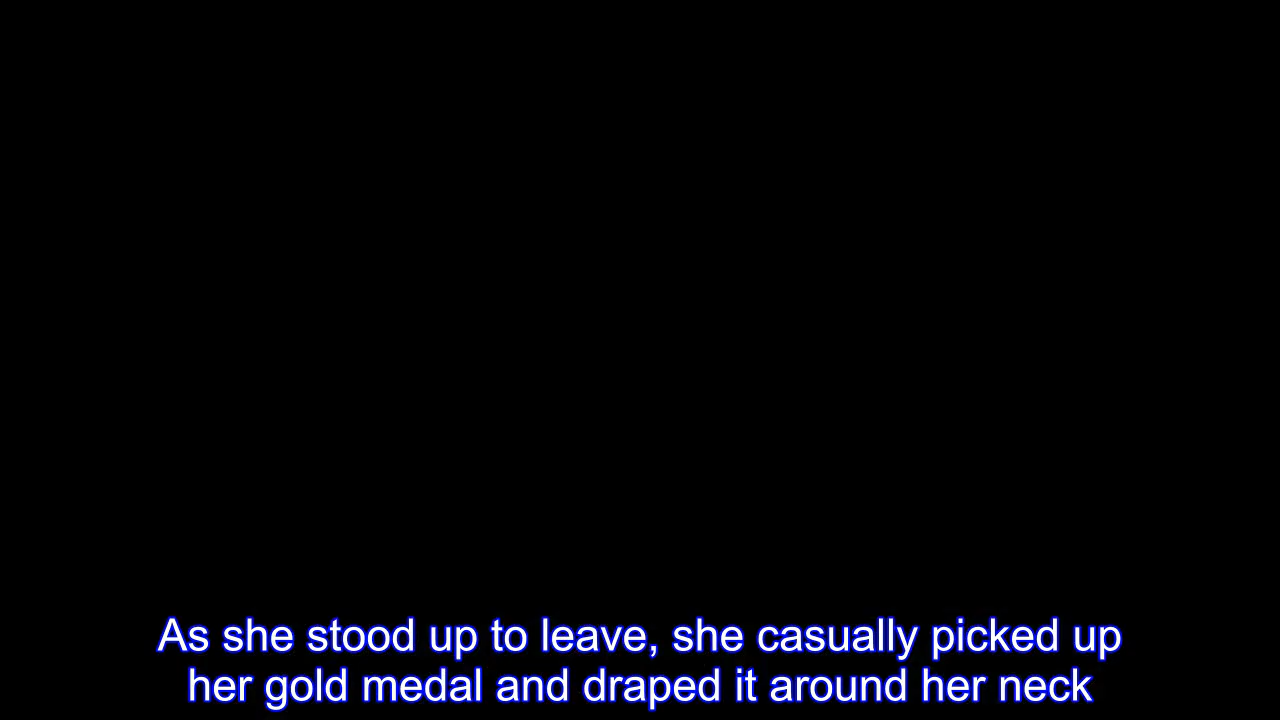 As she stood up to leave, she casually picked up
her gold medal and draped it around her neck